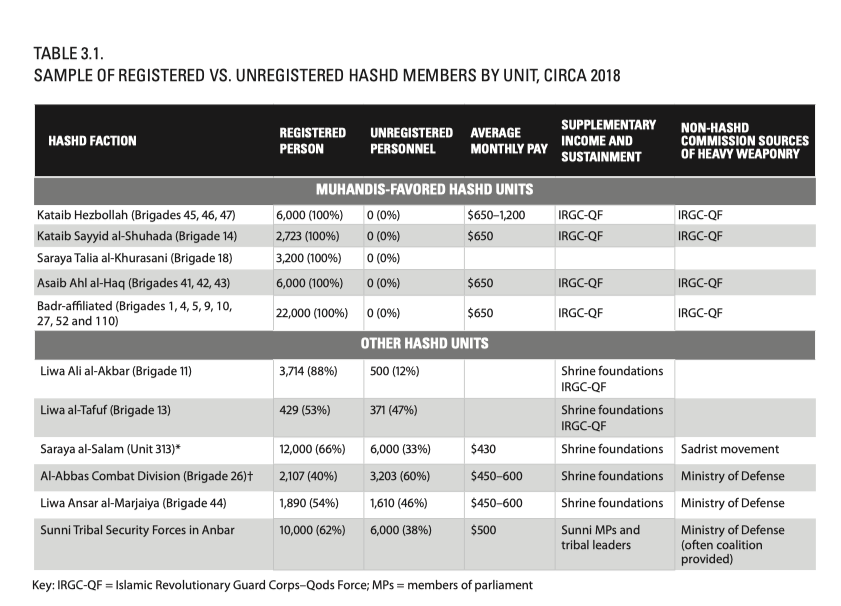 TABLE 3.1.
SAMPLE OF REGISTERED VS. UNREGISTERED HASHD MEMBERS BY UNIT, CIRCA 2018
HASHD FACTION REGISTERED PERSON UNREGISTERED PERSONNEL AVERAGE MONTHLY PAY SUPPLEMENTARY INCOME AND SUSTAINMENT NON-HASHD COMMISSION SOURCES OF HEAVY WEAPONRY
MUHANDIS-FAVORED HASHD UNITS
Kataib Hezbollah (Brigades 45, 46, 47) 6,000 (100%) 0 (0%) $650–1,200 IRGC-QF IRGC-QF
Kataib Sayyid al-Shuhada (Brigade 14) 2,723 (100%) 0 (0%) $650 IRGC-QF IRGC-QF
Saraya Talia al-Khurasani (Brigade 18) 3,200 (100%) 0 (0%)
Asaib Ahl al-Haq (Brigades 41, 42, 43) 6,000 (100%) 0 (0%) $650 IRGC-QF IRGC-QF
Badr-affiliated (Brigades 1, 4, 5, 9, 10,
27, 52 and 110) 22,000 (100%) 0 (0%) $650 IRGC-QF IRGC-QF
OTHER HASHD UNITS
Liwa Ali al-Akbar (Brigade 11) 3,714 (88%) 500 (12%) Shrine foundations
IRGC-QF
Liwa al-Tafuf (Brigade 13) 429 (53%) 371 (47%) Shrine foundations
IRGC-QF
Saraya al-Salam (Unit 313)* 12,000 (66%) 6,000 (33%) $430 Shrine foundations Sadrist movement
Al-Abbas Combat Division (Brigade 26)† 2,107 (40%) 3,203 (60%) $450–600 Shrine foundations Ministry of Defense
Liwa Ansar al-Marjaiya (Brigade 44) 1,890 (54%) 1,610 (46%) $450–600 Shrine foundations Ministry of Defense
Sunni Tribal Security Forces in Anbar 10,000 (62%) 6,000 (38%) $500 Sunni MPs and Ministry of Defense
tribal leaders (often coalition
provided)
Key: IRGC-QF = Islamic Revolutionary Guard Corps–Qods Force; MPs = members of parliament